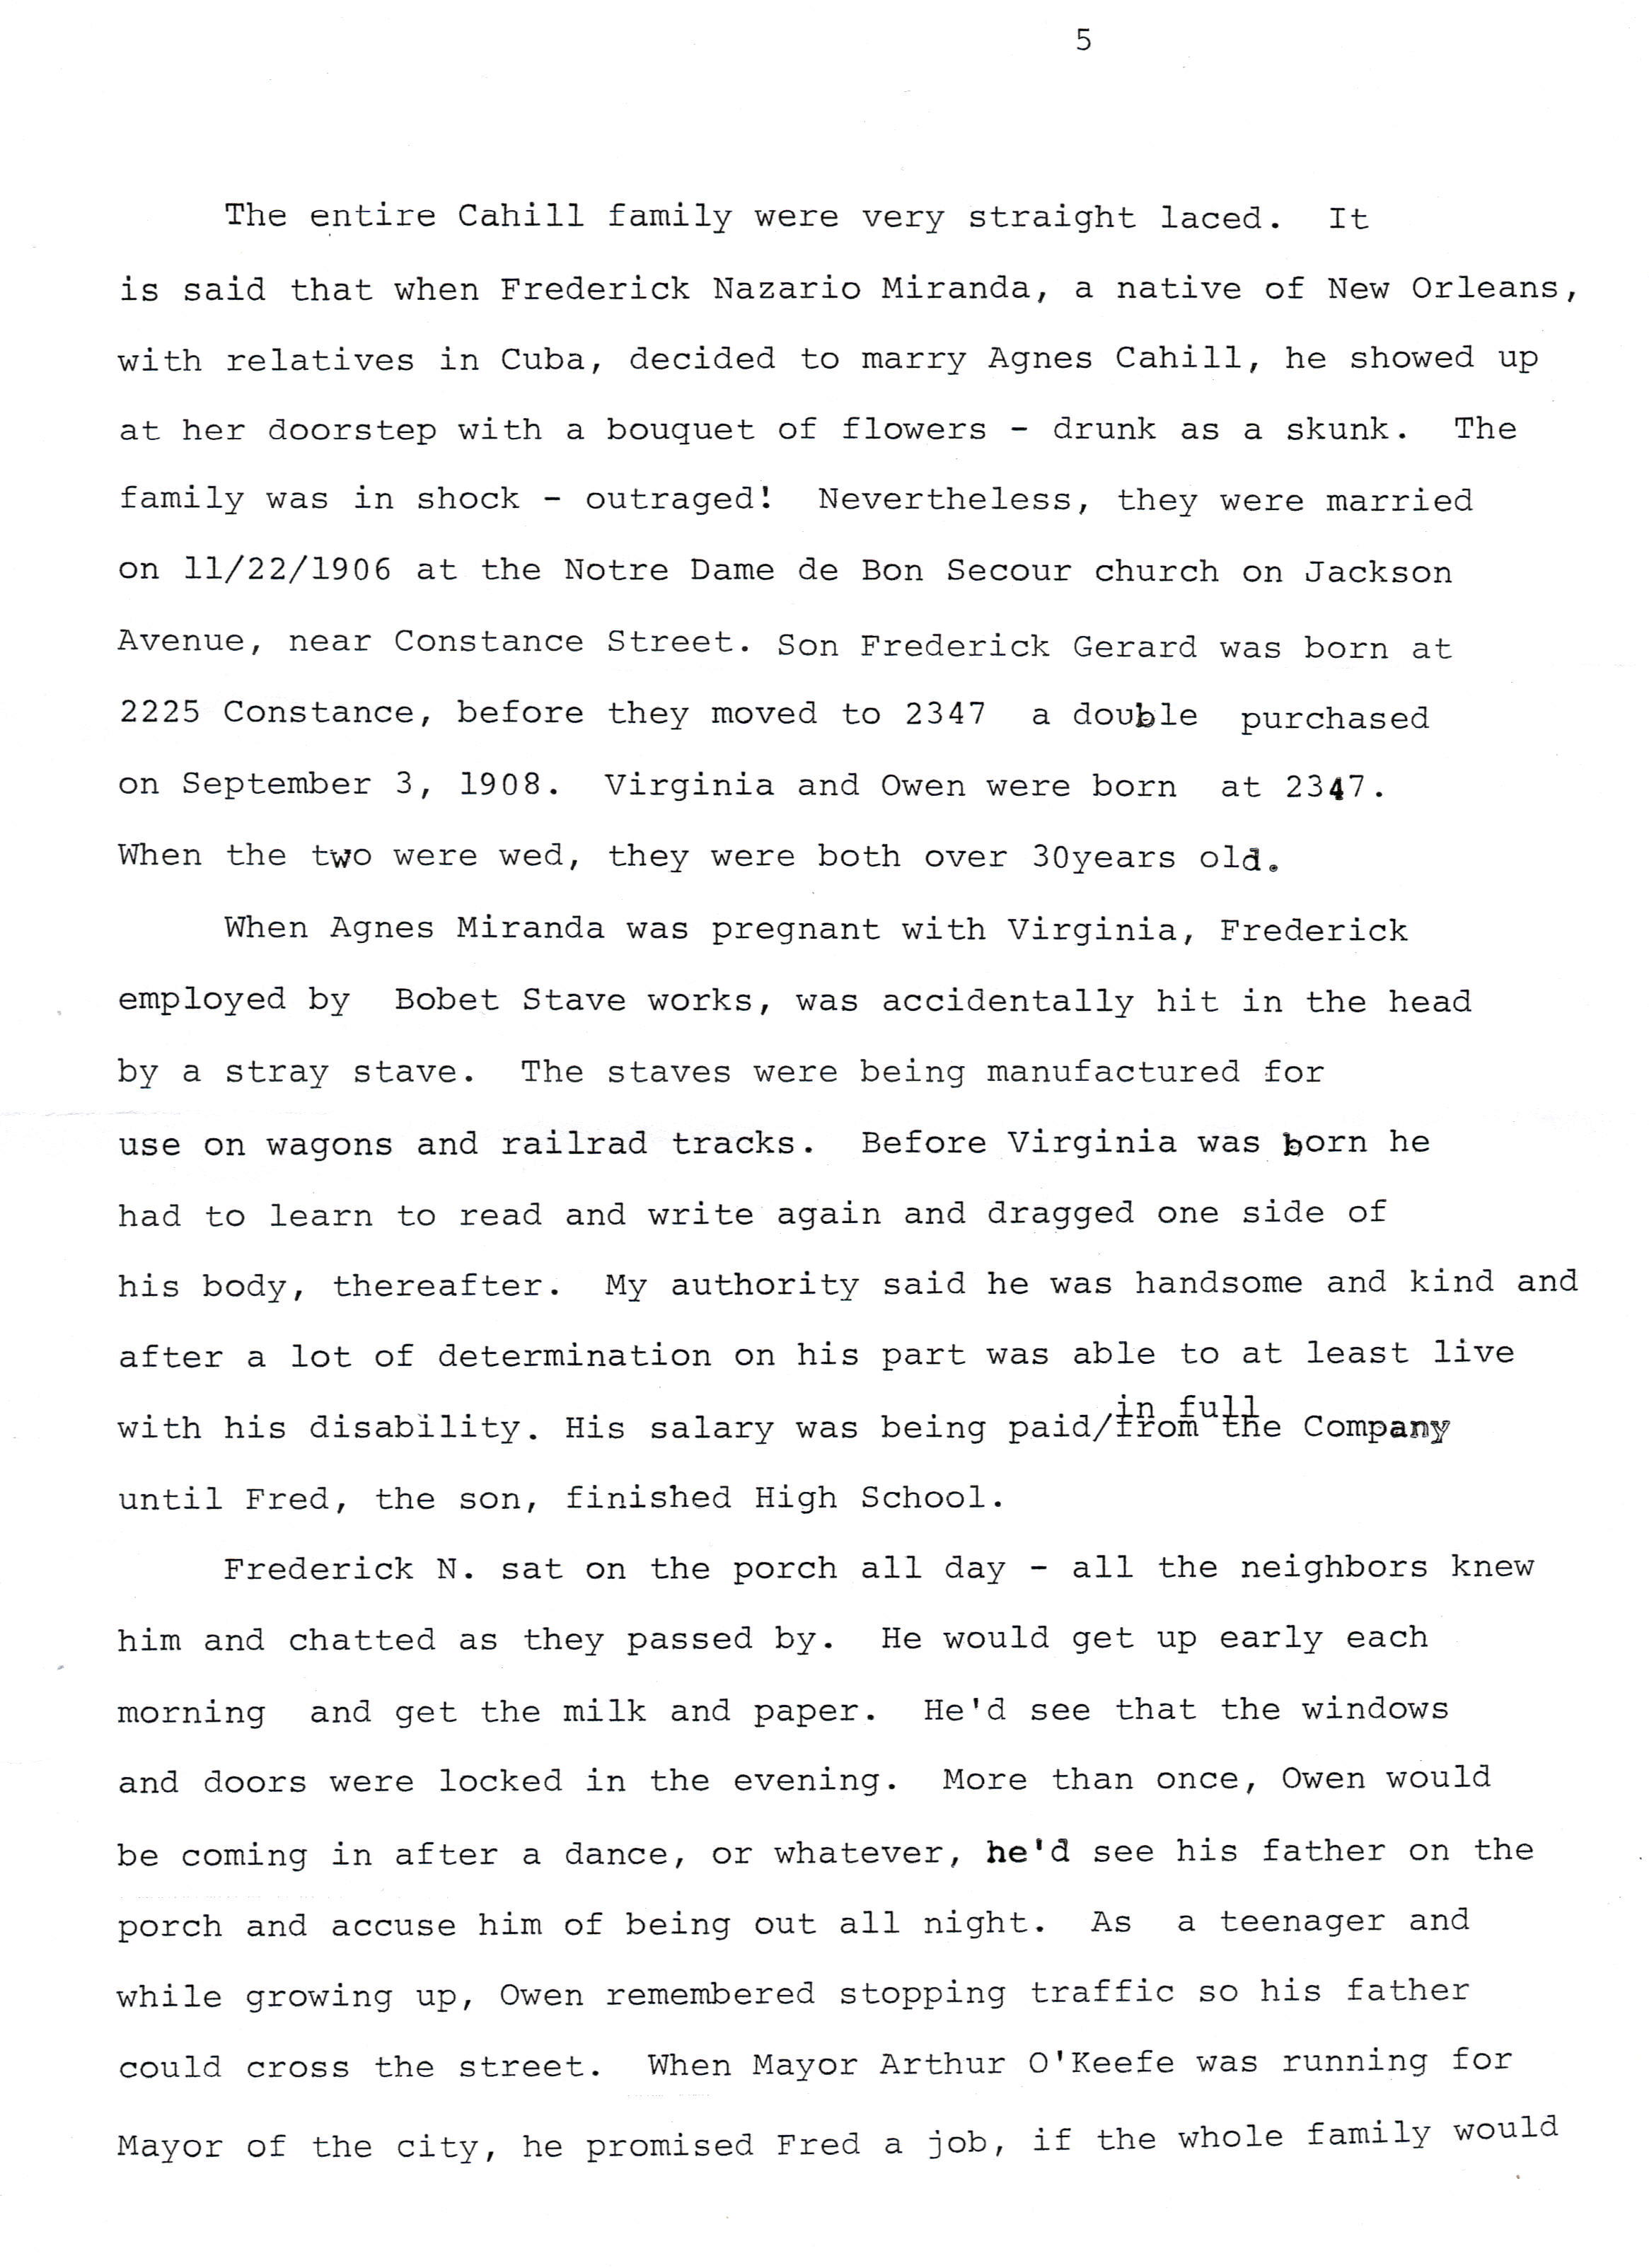 5
The entire Cahill family were very straight laced.  It
is said that when Frederick Nazario Miranda, a native of New Orleans,
with relatives in Cuba, decided to marry Agnes Cahill, he showed up
at her doorstep with a bouquet of flowers - drunk as a skunk.  The
family was in shock - outraged!  Nevertheless, they were married
on 11/22/1906 at the Notre Dame de Bon Secour church on Jackson
Avenue, near Constance Street. Son Frederick Gerard was born at
2225 Constance, before they moved to 2347  a double  purchased
on September 3, 1908.  Virginia and Owen were born  at 2347.
When the two were wed, they were both over 30years old.
When Agnes Miranda was pregnant with Virginia, Frederick
employed by  Bobet Stave works, was accidentally hit in the head
by a stray stave.  The staves were being manufactured for
use on wagons and railrad tracks.  Before Virginia was born he
had to learn to read and write again and dragged one side of
his body, thereafter.  My authority said he was handsome and kind and
after a lot of determination on his part was able to at least live
in full
with his disability. His salary was being paid/from the Company
until Fred, the son, finished High School.
Frederick N. sat on the porch all day - all the neighbors knew
him and chatted as they passed by.  He would get up early each
morning  and get the milk and paper.  He'd see that the windows
and doors were locked in the evening.  More than once, Owen would
be coming in after a dance, or whatever, he'd see his father on the
porch and accuse him of being out all night.  As  a teenager and
while growing up, Owen remembered stopping traffic so his father
could cross the street.  When Mayor Arthur O'Keefe was running for
Mayor of the city, he promised Fred a job, if the whole family would